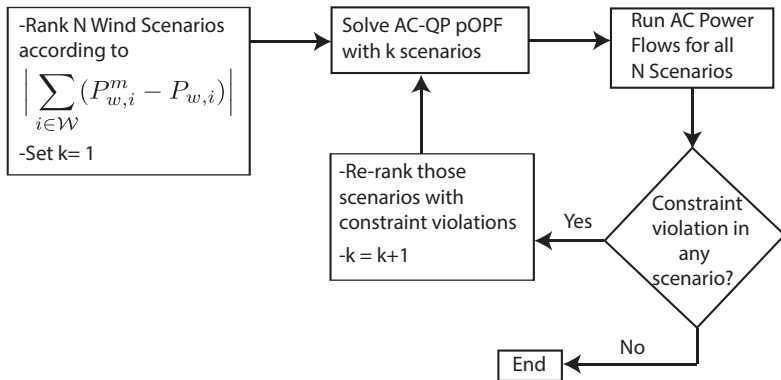 -Rank N Wind Scenarios
according to
|∑_{i∈𝒲}(P^m_{w,i} − P_{w,i})|
-Set k= 1
Solve AC-QP pOPF
with k scenarios
Run AC Power
Flows for all
N Scenarios
-Re-rank those
scenarios with
constraint violations
-k = k+1
Yes
Constraint
violation in
any
scenario?
No
End